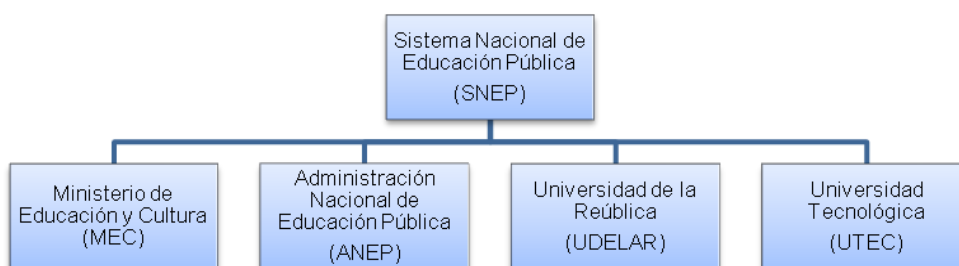 Sistema Nacional de
Educación Pública
(SNEP)
Ministerio de
Educación y Cultura
(MEC)
Administración
Nacional de
Educación Pública
(ANEP)
Universidad de la
Reública
(UDELAR)
Universidad
Tecnológica
(UTEC)